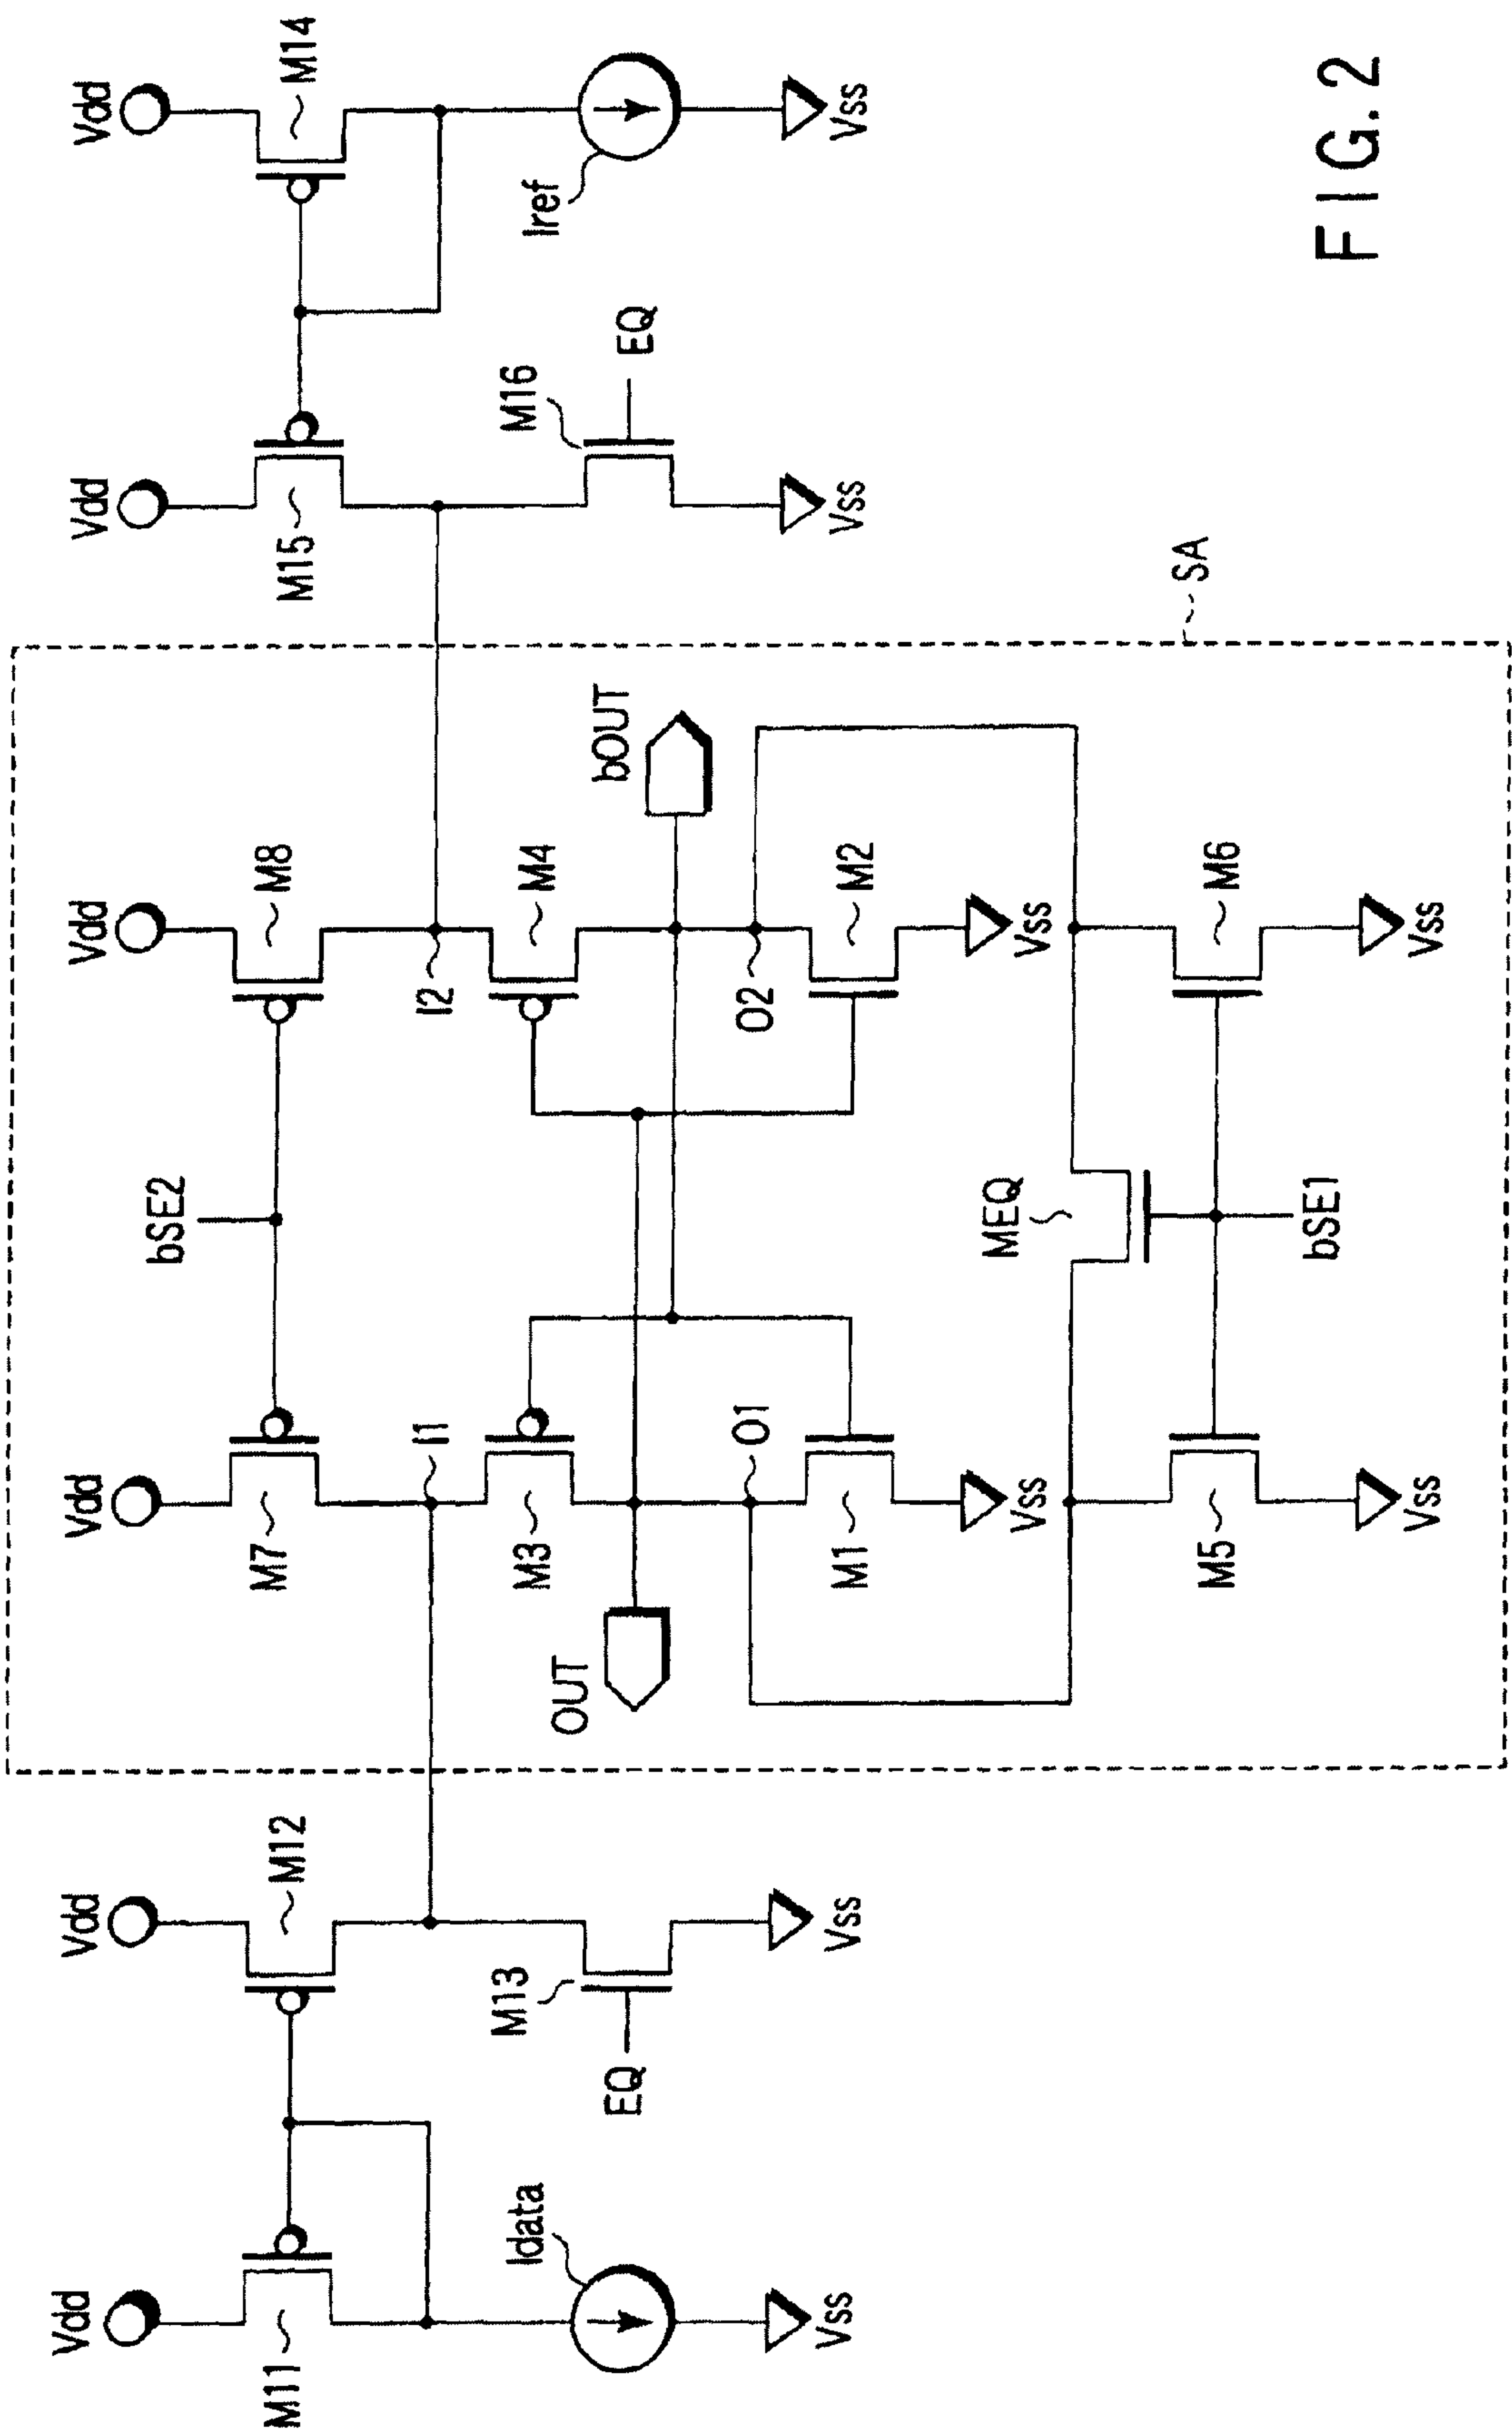 Vdd
Vdd
Vdd
Vdd
Vdd
Vdd
bSE2
M11
M12
M7
M8
M15
M14
I1
I2
Idata
M13
M3
M4
M16
Iref
OUT
bOUT
EQ
EQ
O1
O2
Vss
Vss
M1
M2
Vss
Vss
MEQ
Vss
Vss
M5
M6
SA
bSE1
Vss
Vss
FIG. 2